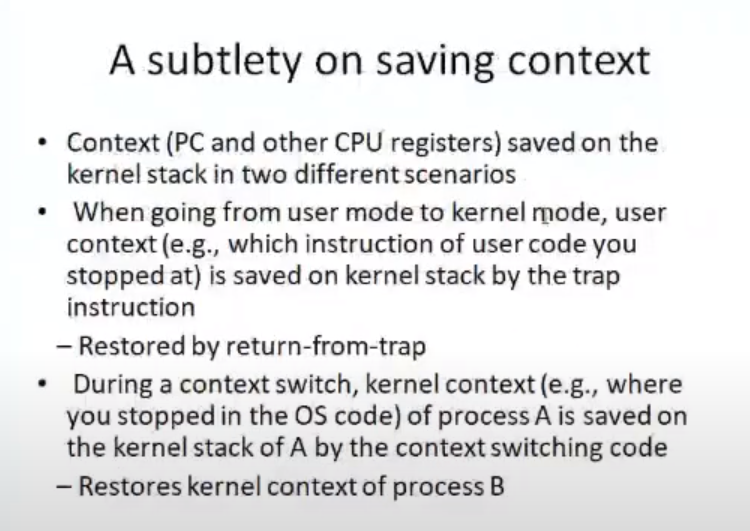 A subtlety on saving context
• Context (PC and other CPU registers) saved on the
kernel stack in two different scenarios
• When going from user mode to kernel mode, user
context (e.g., which instruction of user code you
stopped at) is saved on kernel stack by the trap
instruction
– Restored by return-from-trap
• During a context switch, kernel context (e.g., where
you stopped in the OS code) of process A is saved on
the kernel stack of A by the context switching code
– Restores kernel context of process B